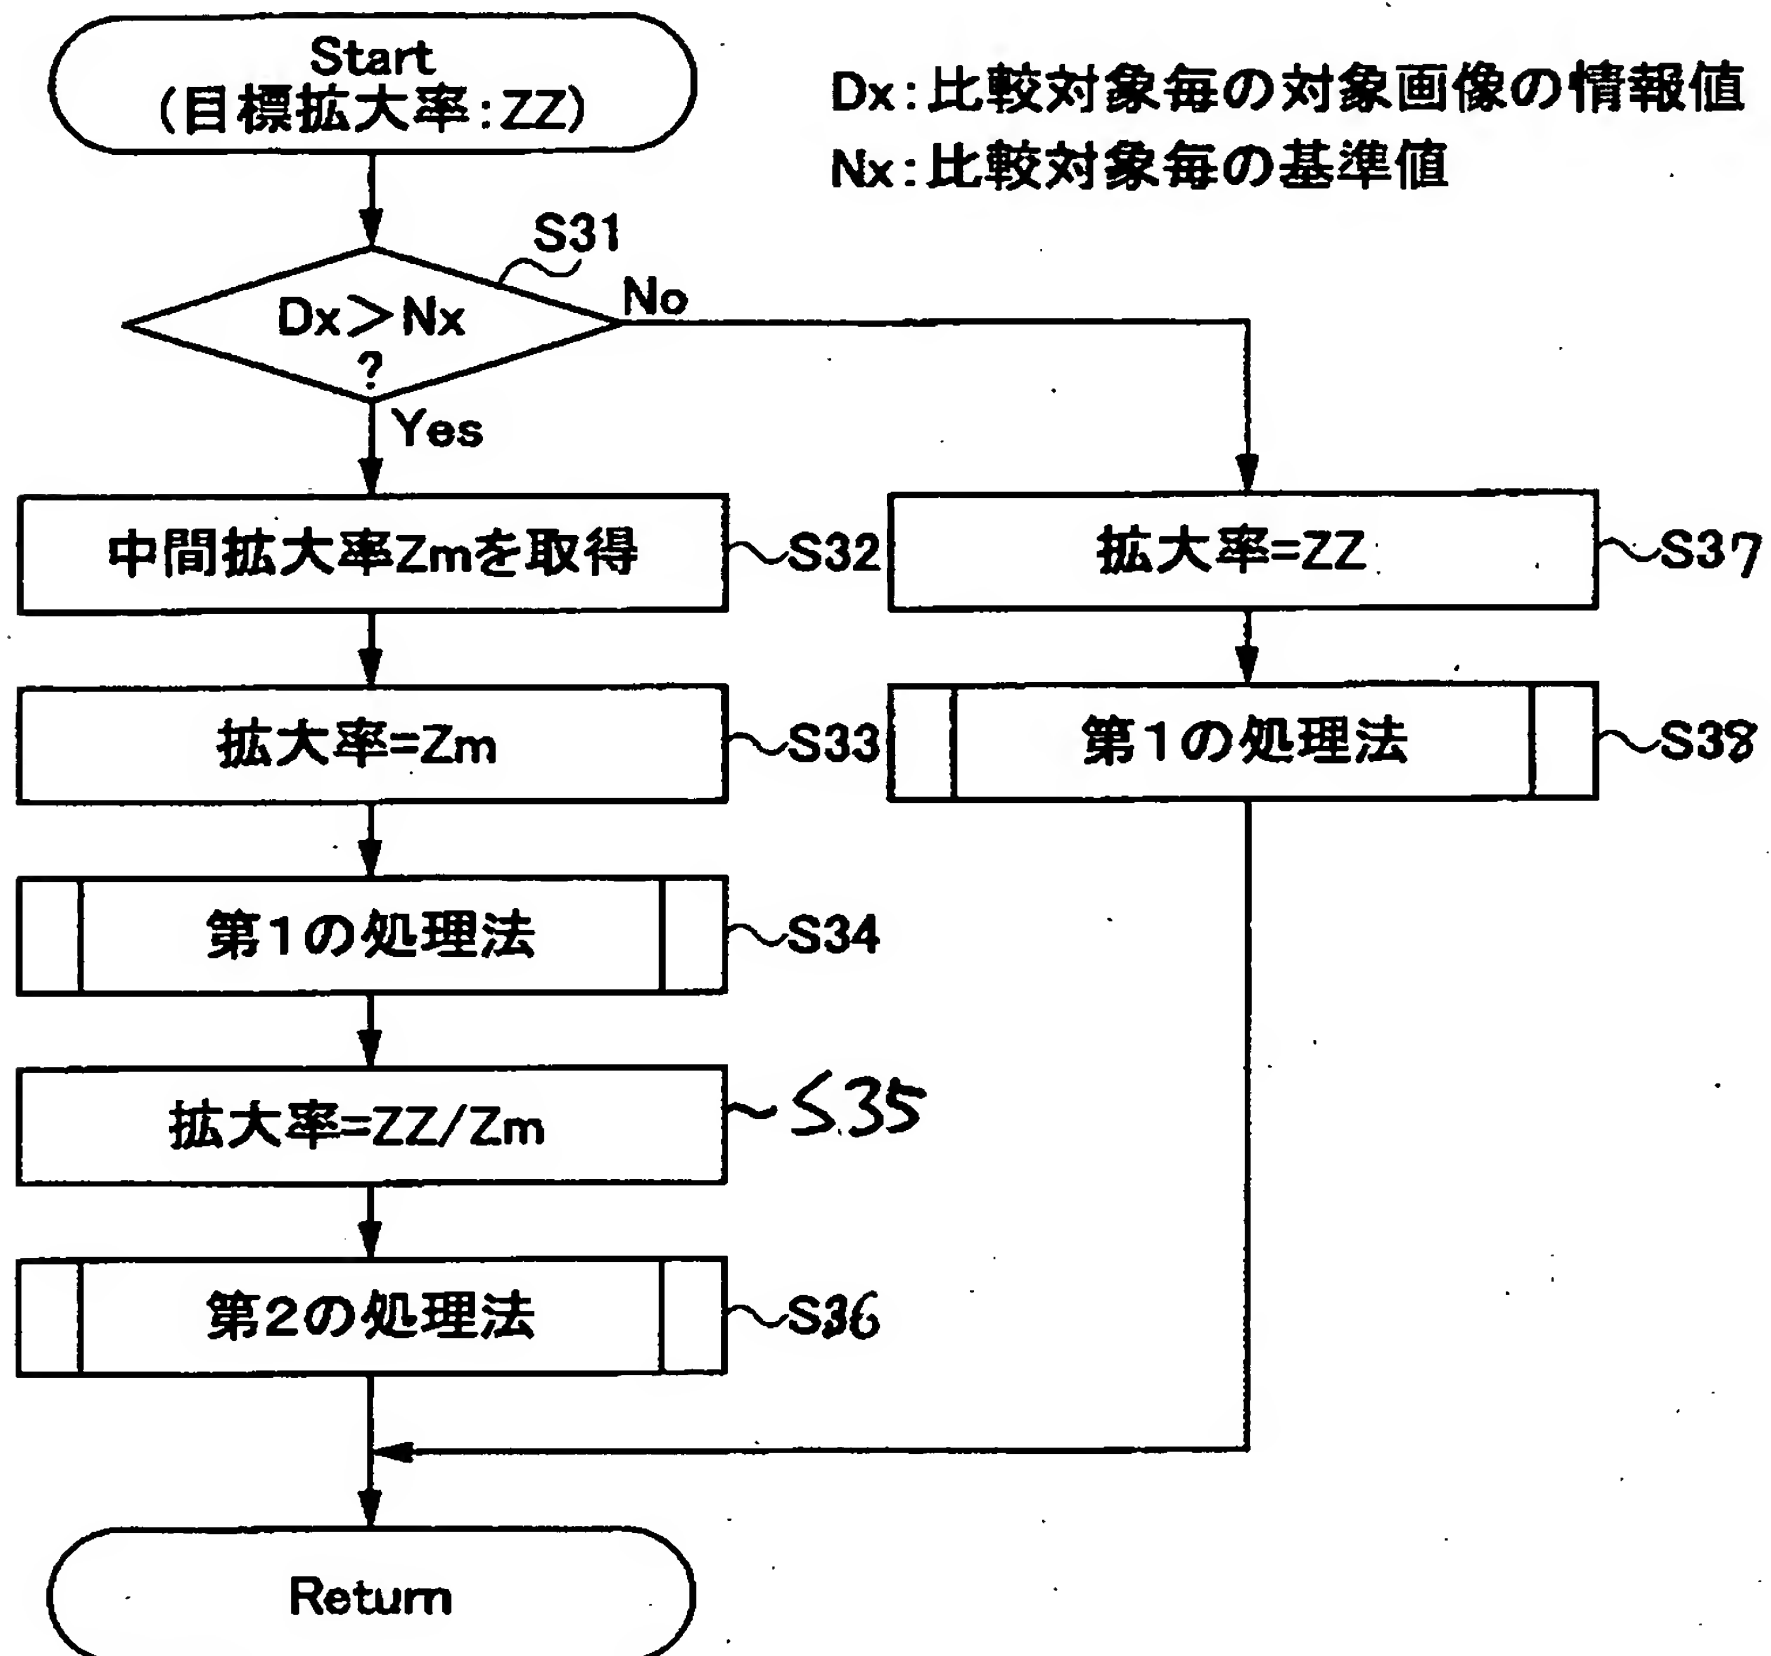 Start
(目標拡大率:ZZ)
Dx:比較対象毎の対象画像の情報値
Nx:比較対象毎の基準値
S31
Dx>Nx
?
No
Yes
中間拡大率Zmを取得
S32
拡大率=ZZ
S37
拡大率=Zm
S33
第1の処理法
S38
第1の処理法
S34
拡大率=ZZ/Zm
S35
第2の処理法
S36
Return